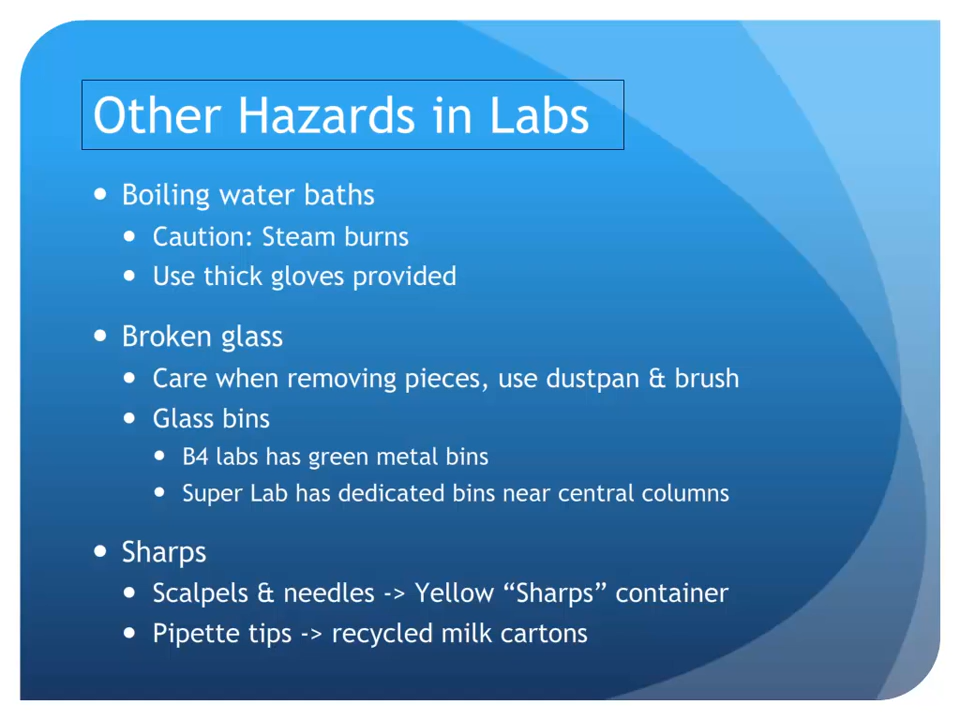 Other Hazards in Labs
• Boiling water baths
• Caution: Steam burns
• Use thick gloves provided
• Broken glass
• Care when removing pieces, use dustpan & brush
• Glass bins
• B4 labs has green metal bins
• Super Lab has dedicated bins near central columns
• Sharps
• Scalpels & needles -> Yellow “Sharps” container
• Pipette tips -> recycled milk cartons